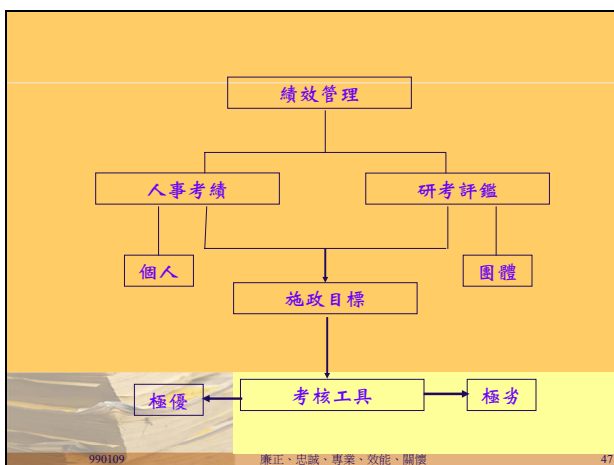 績效管理
人事考績
研考評鑑
個人
團體
施政目標
極優
考核工具
極劣
990109
廉正、忠誠、專業、效能、關懷
47